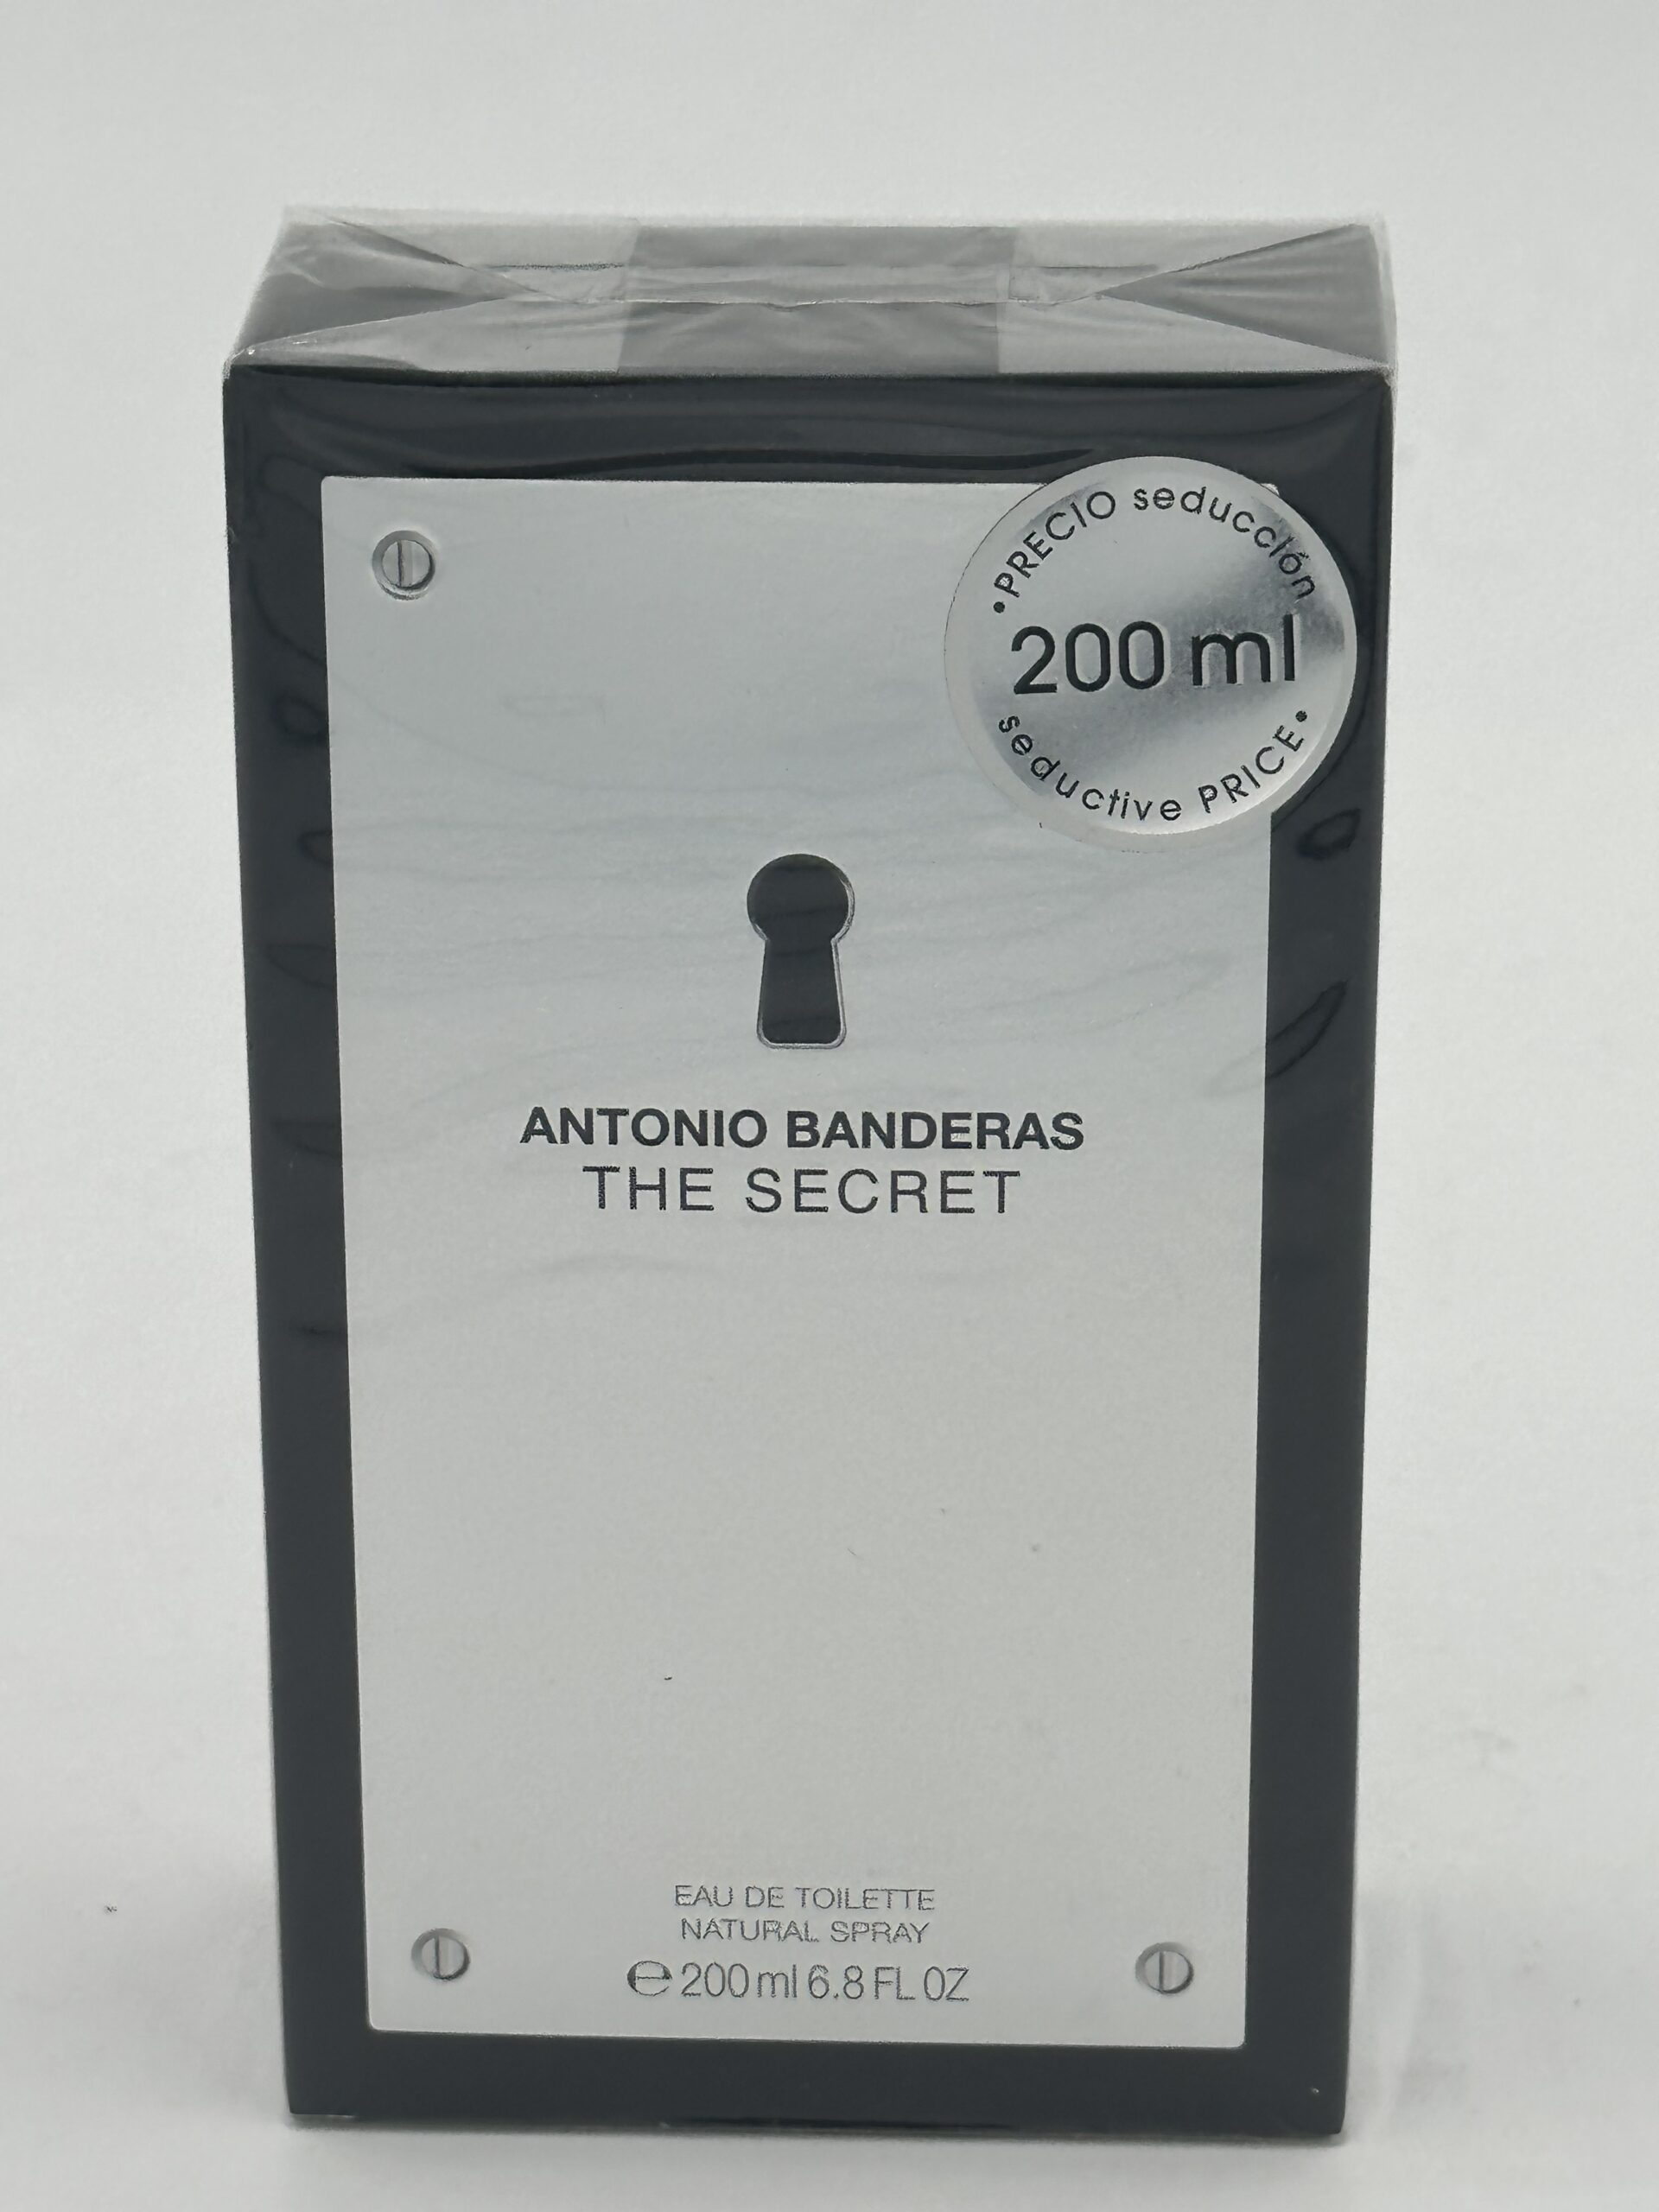 •PRECIO seducción
200 ml
seductive PRICE•
ANTONIO BANDERAS
THE SECRET
EAU DE TOILETTE
NATURAL SPRAY
℮ 200 ml 6.8 FL OZ